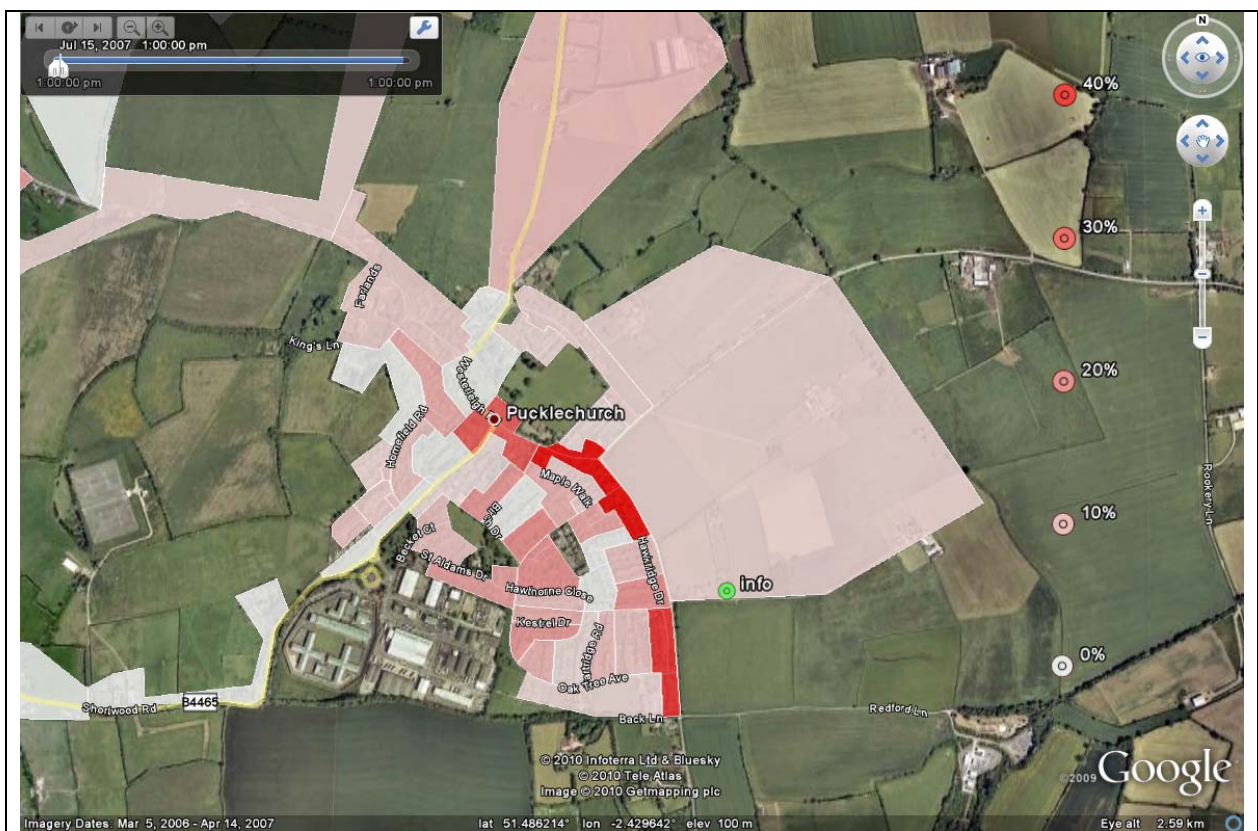 Jul 15, 2007 1:00:00 pm
1:00:00 pm 1:00:00 pm
N
40%
30%
20%
10%
0%
Farlands
King's Ln
Westerleigh
Pucklechurch
Homefield Rd
Maple Walk
Birch Dr
Becket Ct
St Aldams Dr
Hawkridge Dr
Hawthorne Close
info
Kestrel Dr
Partridge Rd
Oak Tree Ave
Back Ln
Redford Ln
Rookery Ln
Shortwood Rd
B4465
© 2010 Infoterra Ltd & Bluesky
© 2010 Tele Atlas
Image © 2010 Getmapping plc
©2009 Google
Imagery Dates: Mar 5, 2006 - Apr 14, 2007 lat 51.486214° lon -2.429642° elev 100 m Eye alt 2.59 km